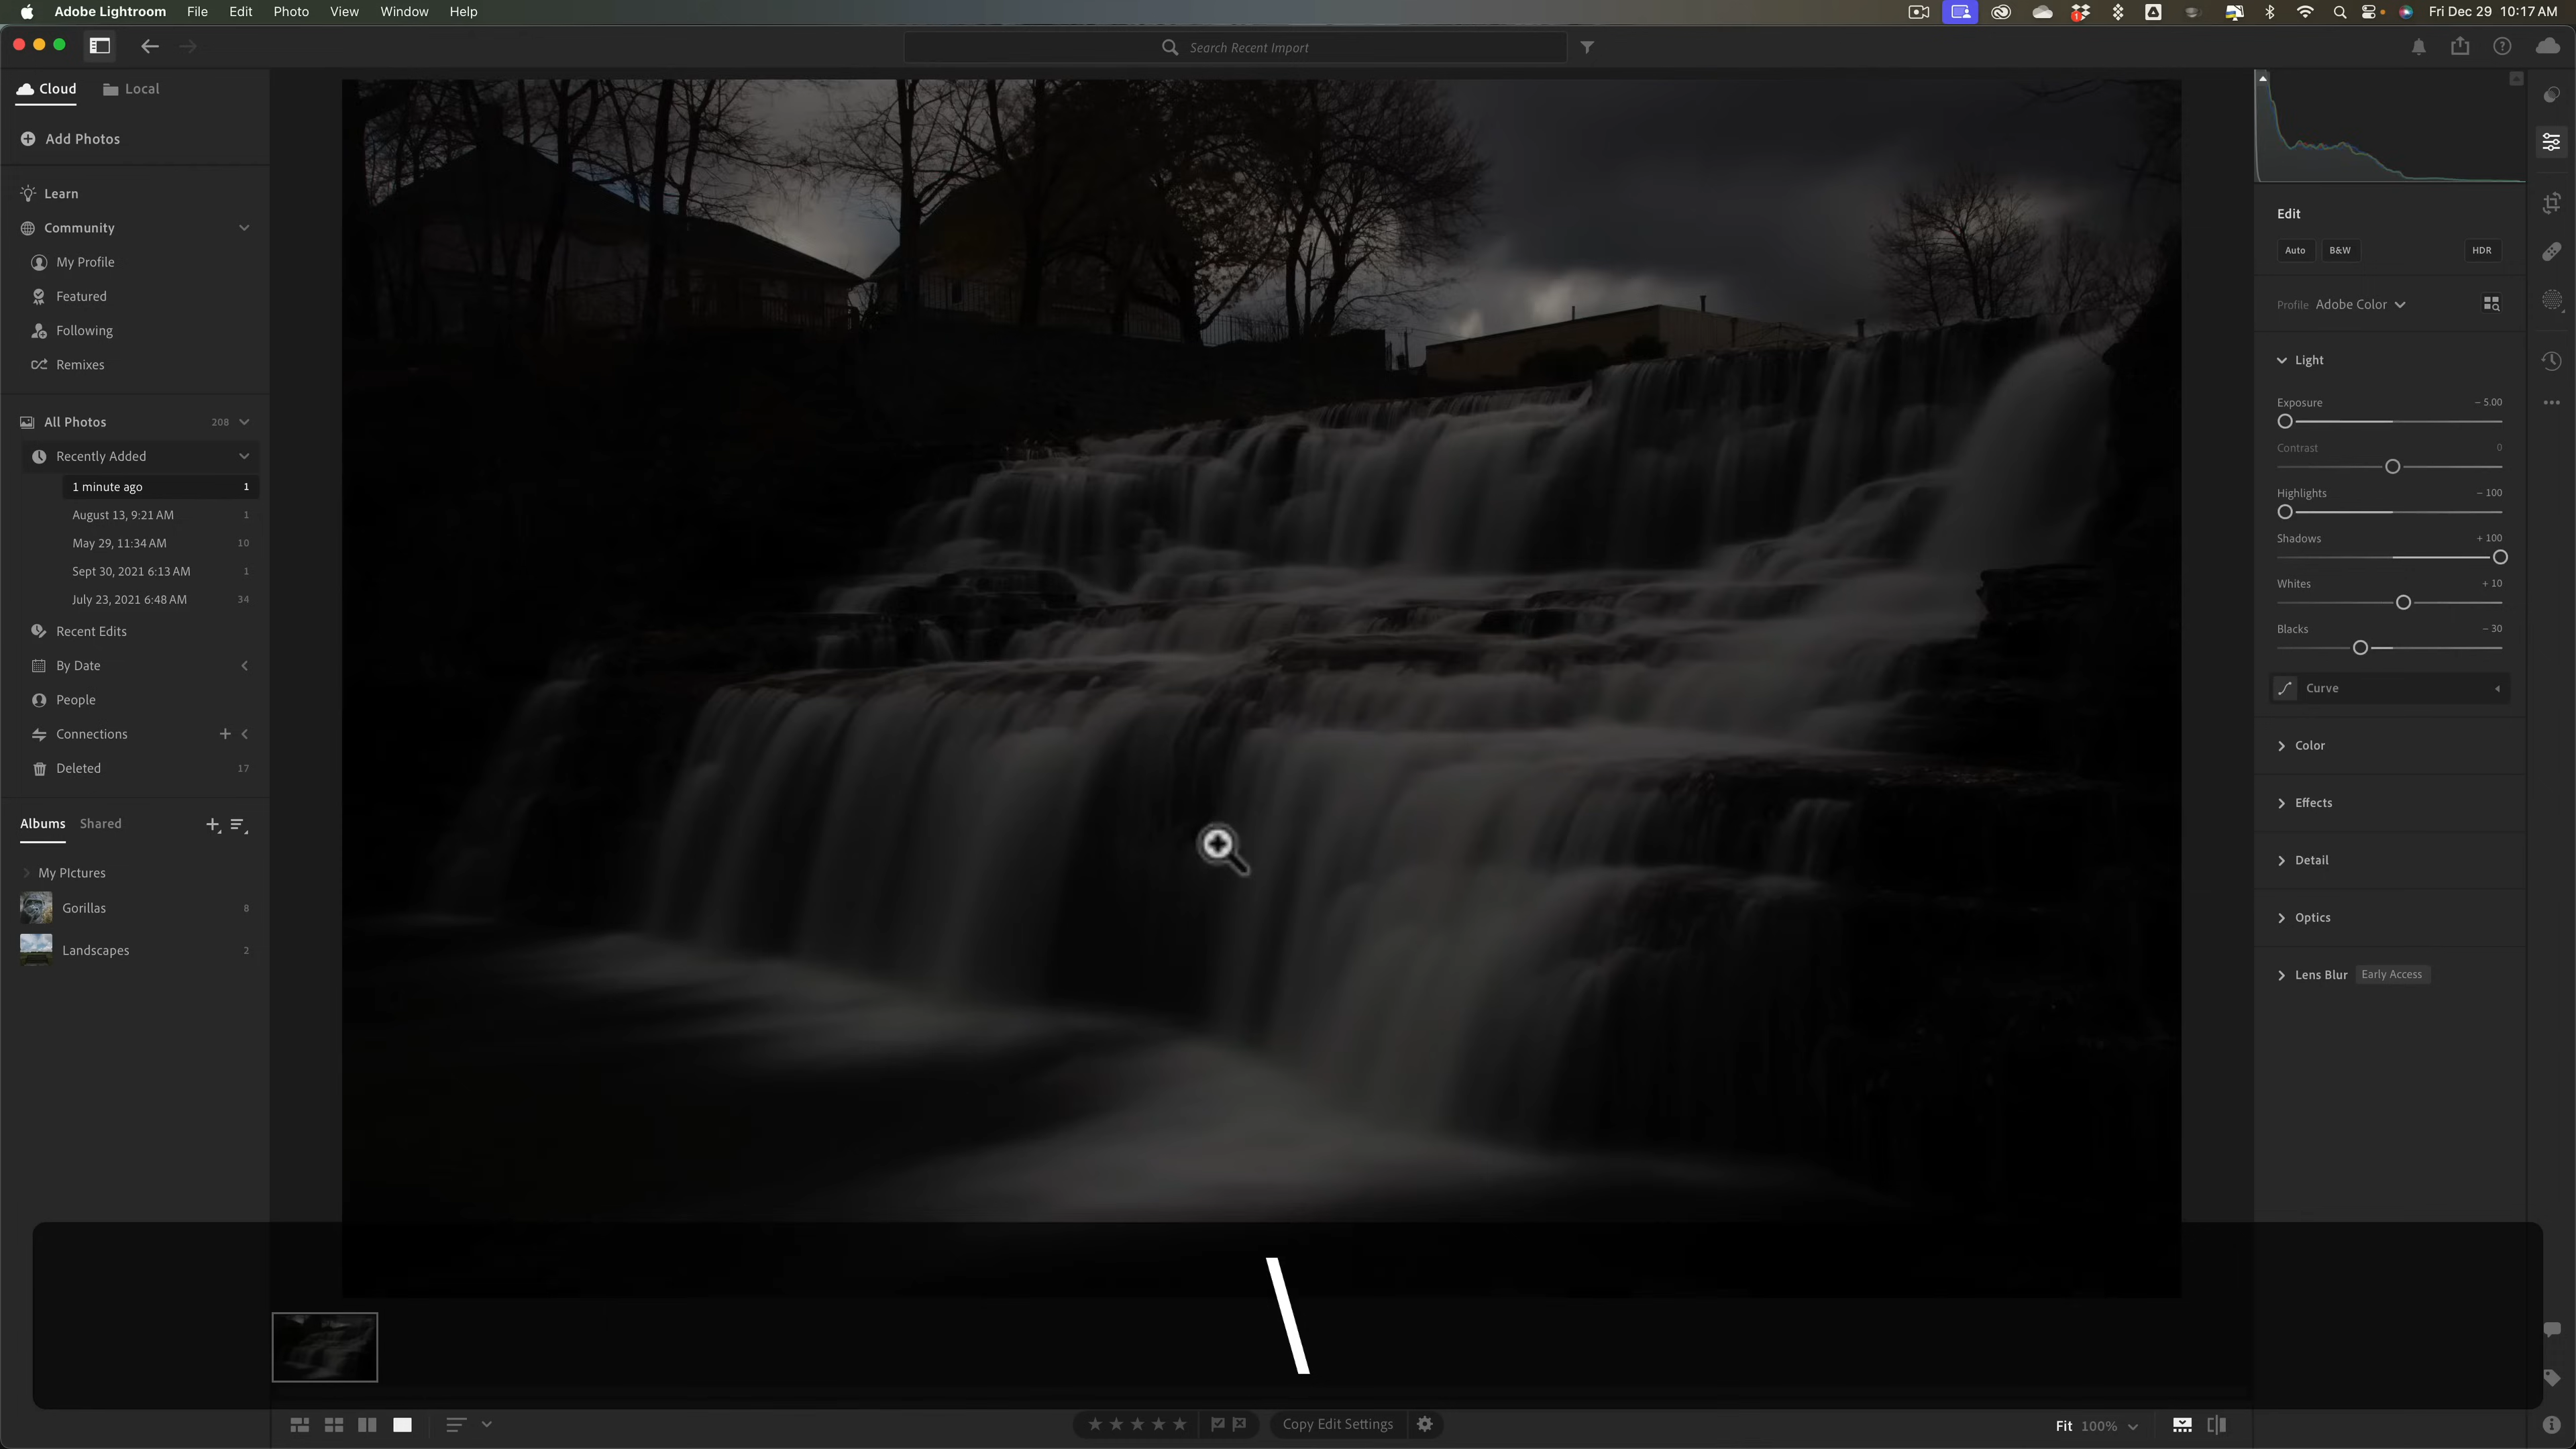 Adobe Lightroom File Edit Photo View Window Help
Fri Dec 29 10:17 AM
Search Recent Import
Cloud Local
Add Photos
Learn
Community
My Profile
Featured
Following
Remixes
All Photos 208
Recently Added
1 minute ago 1
August 13, 9:21 AM 1
May 29, 11:34 AM 10
Sept 30, 2021 6:13 AM 1
July 23, 2021 6:48 AM 34
Recent Edits
By Date
People
Connections
Deleted 17
Albums Shared
My PIctures
Gorillas 8
Landscapes 2
Edit
Auto B&W HDR
Profile Adobe Color
Light
Exposure – 5.00
Contrast 0
Highlights – 100
Shadows + 100
Whites + 10
Blacks – 30
Curve
Color
Effects
Detail
Optics
Lens Blur Early Access
\
Copy Edit Settings
Fit 100%